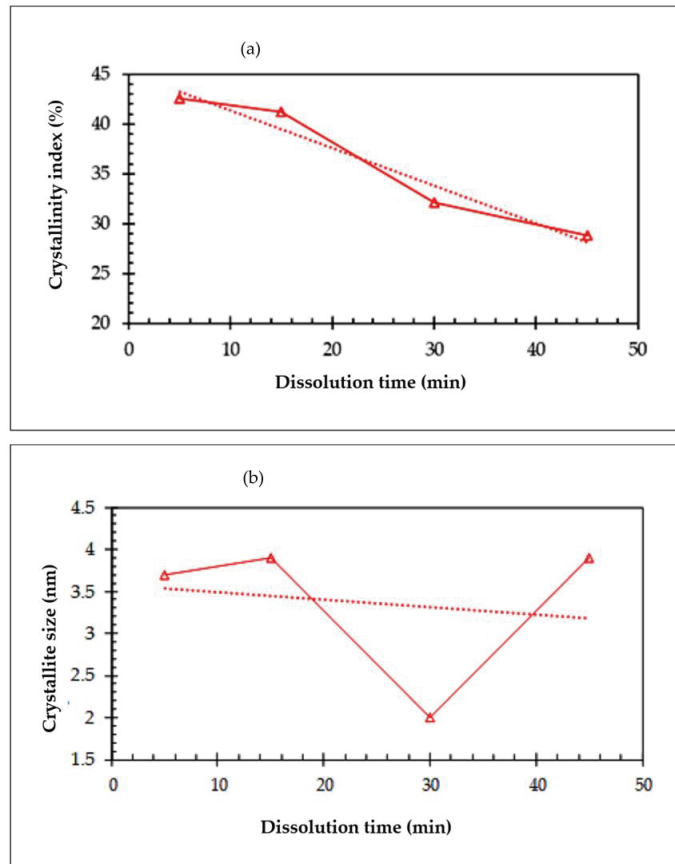 (a)
45
40
35
30
25
20
Crystallinity index (%)
0 10 20 30 40 50
Dissolution time (min)
(b)
4.5
4
3.5
3
2.5
2
1.5
Crystallite size (nm)
0 10 20 30 40 50
Dissolution time (min)